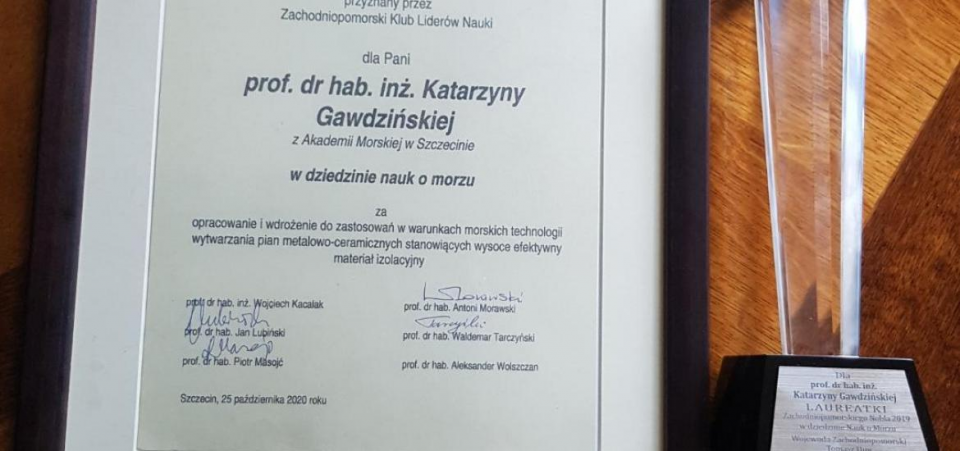 przyznany przez
Zachodniopomorski Klub Liderów Nauki
dla Pani
prof. dr hab. inż. Katarzyny
Gawdzińskiej
z Akademii Morskiej w Szczecinie
w dziedzinie nauk o morzu
za
opracowanie i wdrożenie do zastosowań w warunkach morskich technologii
wytwarzania pian metalowo-ceramicznych stanowiących wysoce efektywny
materiał izolacyjny
prof. dr hab. inż. Wojciech Kacalak
prof. dr hab. Antoni Morawski
prof. dr hab. Jan Lubiński
prof. dr hab. Waldemar Tarczyński
prof. dr hab. Piotr Masojć
prof. dr hab. Aleksander Wolszczan
Szczecin, 25 października 2020 roku
Dla
prof. dr hab. inż.
Katarzyny Gawdzińskiej
LAUREATKI
Zachodniopomorskiego Nobla 2019
w dziedzinie Nauk o Morzu
Wojewoda Zachodniopomorski